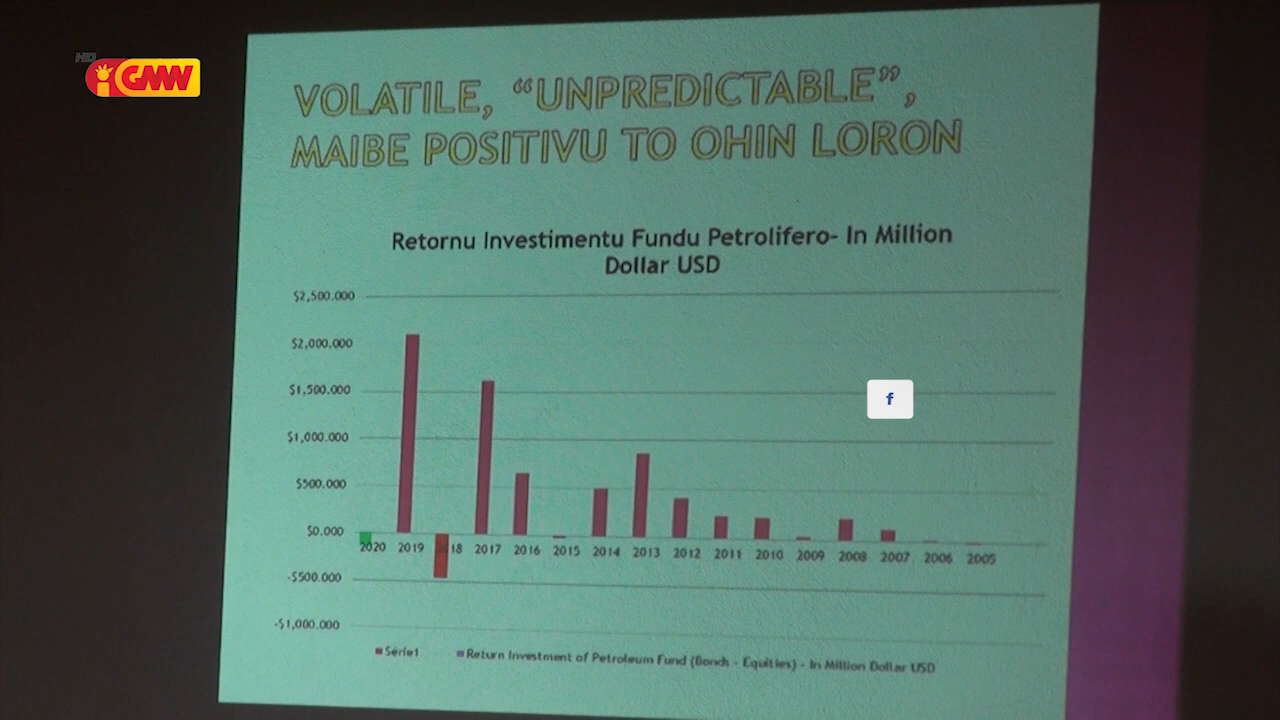 HD
GMN
VOLATILE, “UNPREDICTABLE”,
MAIBE POSITIVU TO OHIN LORON
Retornu Investimentu Fundu Petrolifero- In Million
Dollar USD
$2,500.000
$2,000.000
$1,500.000
$1,000.000
$500.000
$0.000
-$500.000
-$1,000.000
2020 2019 2018 2017 2016 2015 2014 2013 2012 2011 2010 2009 2008 2007 2006 2005
Série1 Return Investment of Petroleum Fund (Bonds - Equities) - In Million Dollar USD
f